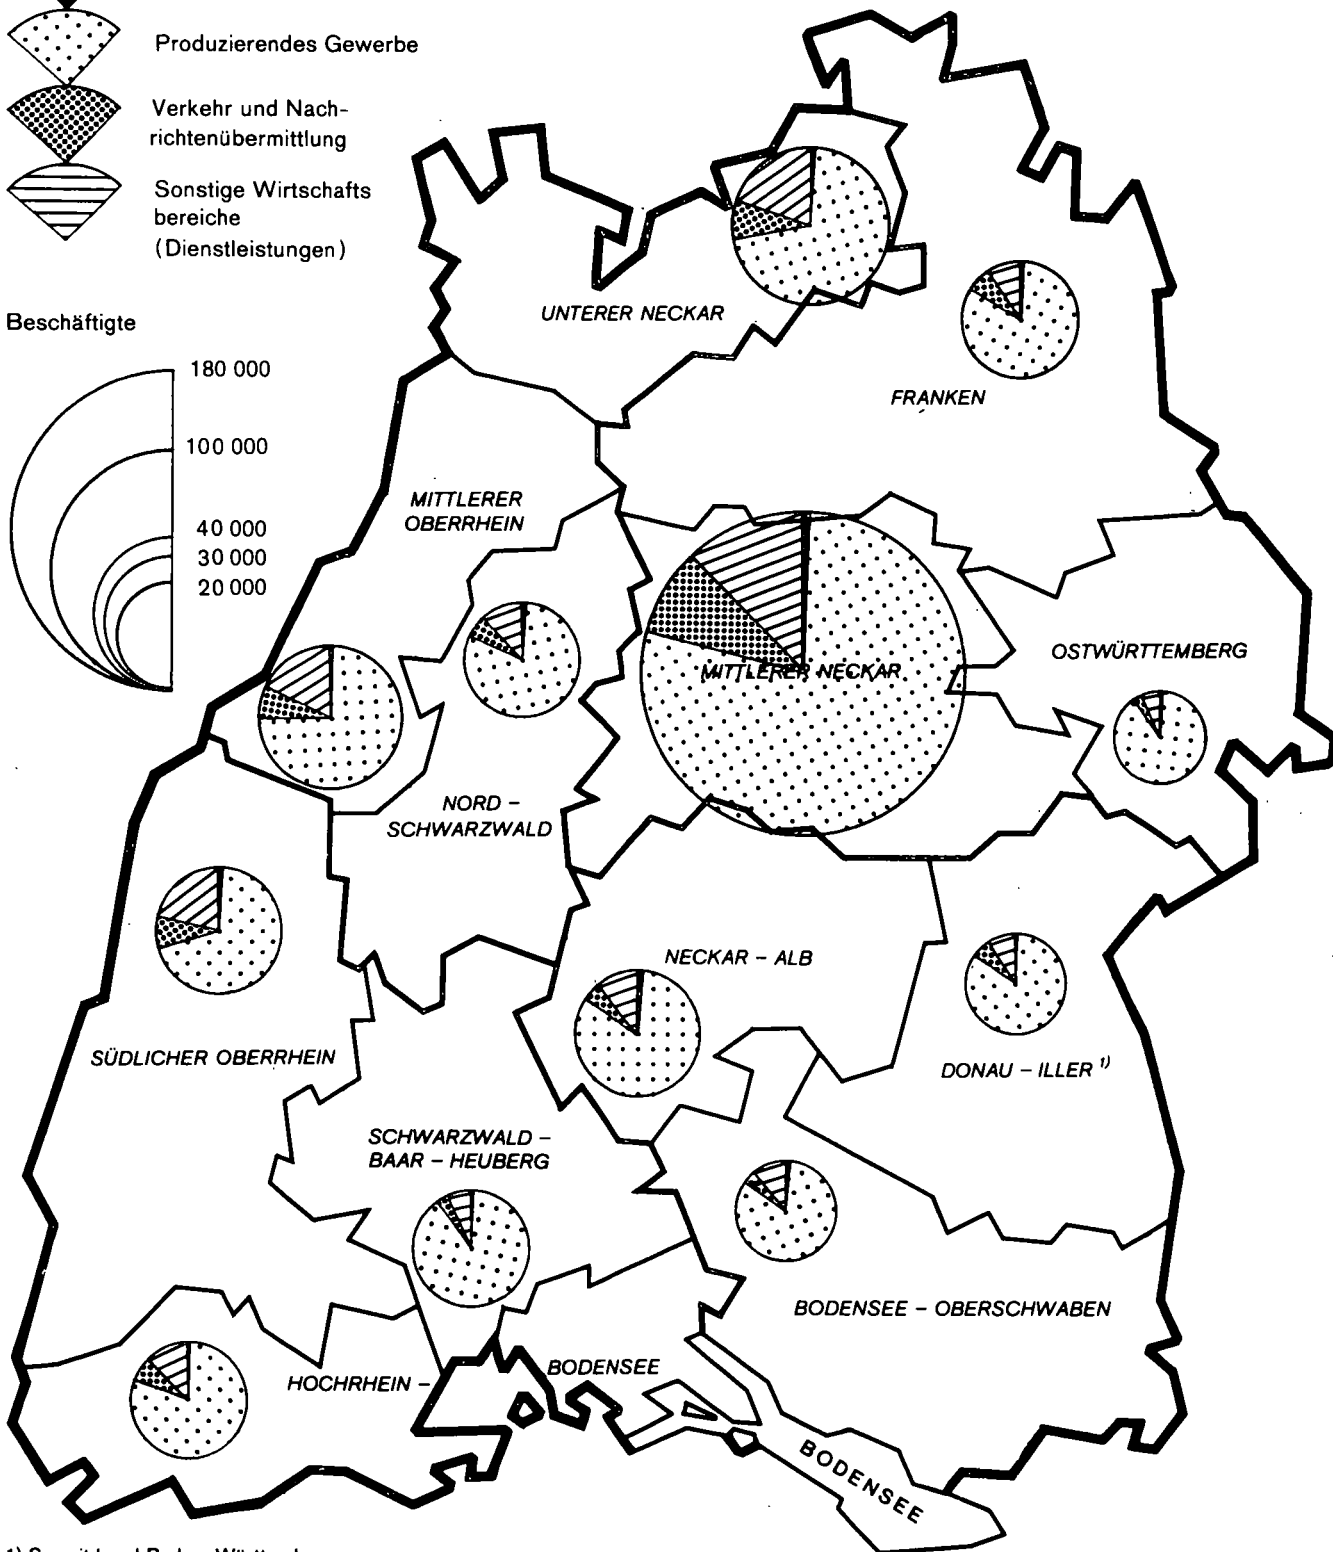 Produzierendes Gewerbe
Verkehr und Nach-
richtenübermittlung
Sonstige Wirtschafts
bereiche
(Dienstleistungen)
Beschäftigte
180 000
100 000
40 000
30 000
20 000
UNTERER NECKAR
FRANKEN
MITTLERER
OBERRHEIN
MITTLERER NECKAR
OSTWÜRTTEMBERG
NORD –
SCHWARZWALD
NECKAR – ALB
SÜDLICHER OBERRHEIN
DONAU – ILLER 1)
SCHWARZWALD –
BAAR – HEUBERG
BODENSEE – OBERSCHWABEN
HOCHRHEIN – BODENSEE
BODENSEE